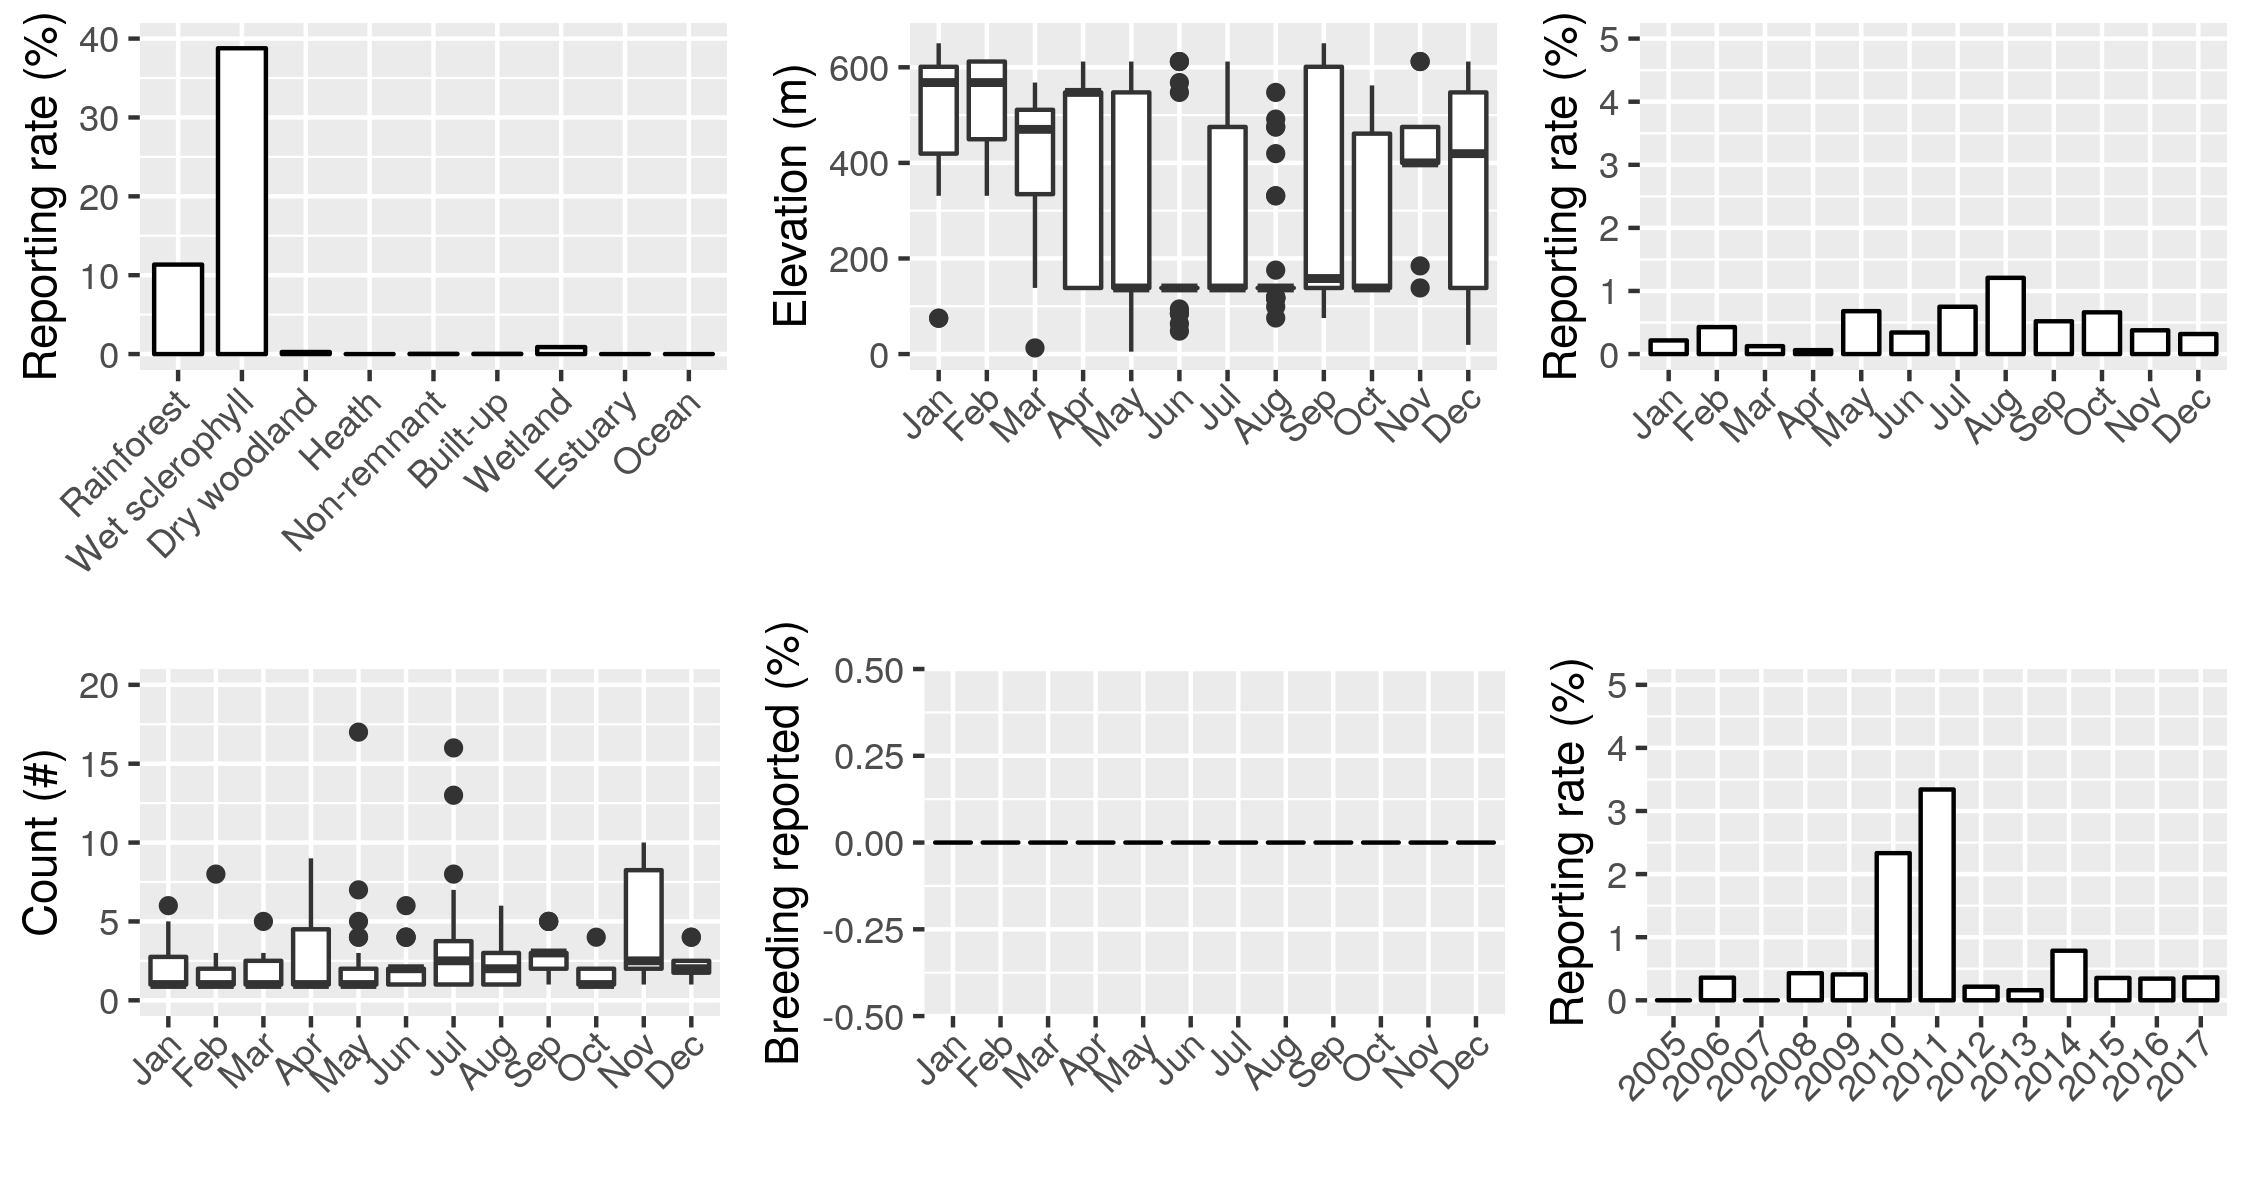 Reporting rate (%)
40
30
20
10
0
Rainforest
Wet sclerophyll
Dry woodland
Heath
Non-remnant
Built-up
Wetland
Estuary
Ocean
Elevation (m)
600
400
200
0
Jan
Feb
Mar
Apr
May
Jun
Jul
Aug
Sep
Oct
Nov
Dec
Reporting rate (%)
5
4
3
2
1
0
Jan
Feb
Mar
Apr
May
Jun
Jul
Aug
Sep
Oct
Nov
Dec
Count (#)
20
15
10
5
0
Jan
Feb
Mar
Apr
May
Jun
Jul
Aug
Sep
Oct
Nov
Dec
Breeding reported (%)
0.50
0.25
0.00
-0.25
-0.50
Jan
Feb
Mar
Apr
May
Jun
Jul
Aug
Sep
Oct
Nov
Dec
Reporting rate (%)
5
4
3
2
1
0
2005
2006
2007
2008
2009
2010
2011
2012
2013
2014
2015
2016
2017